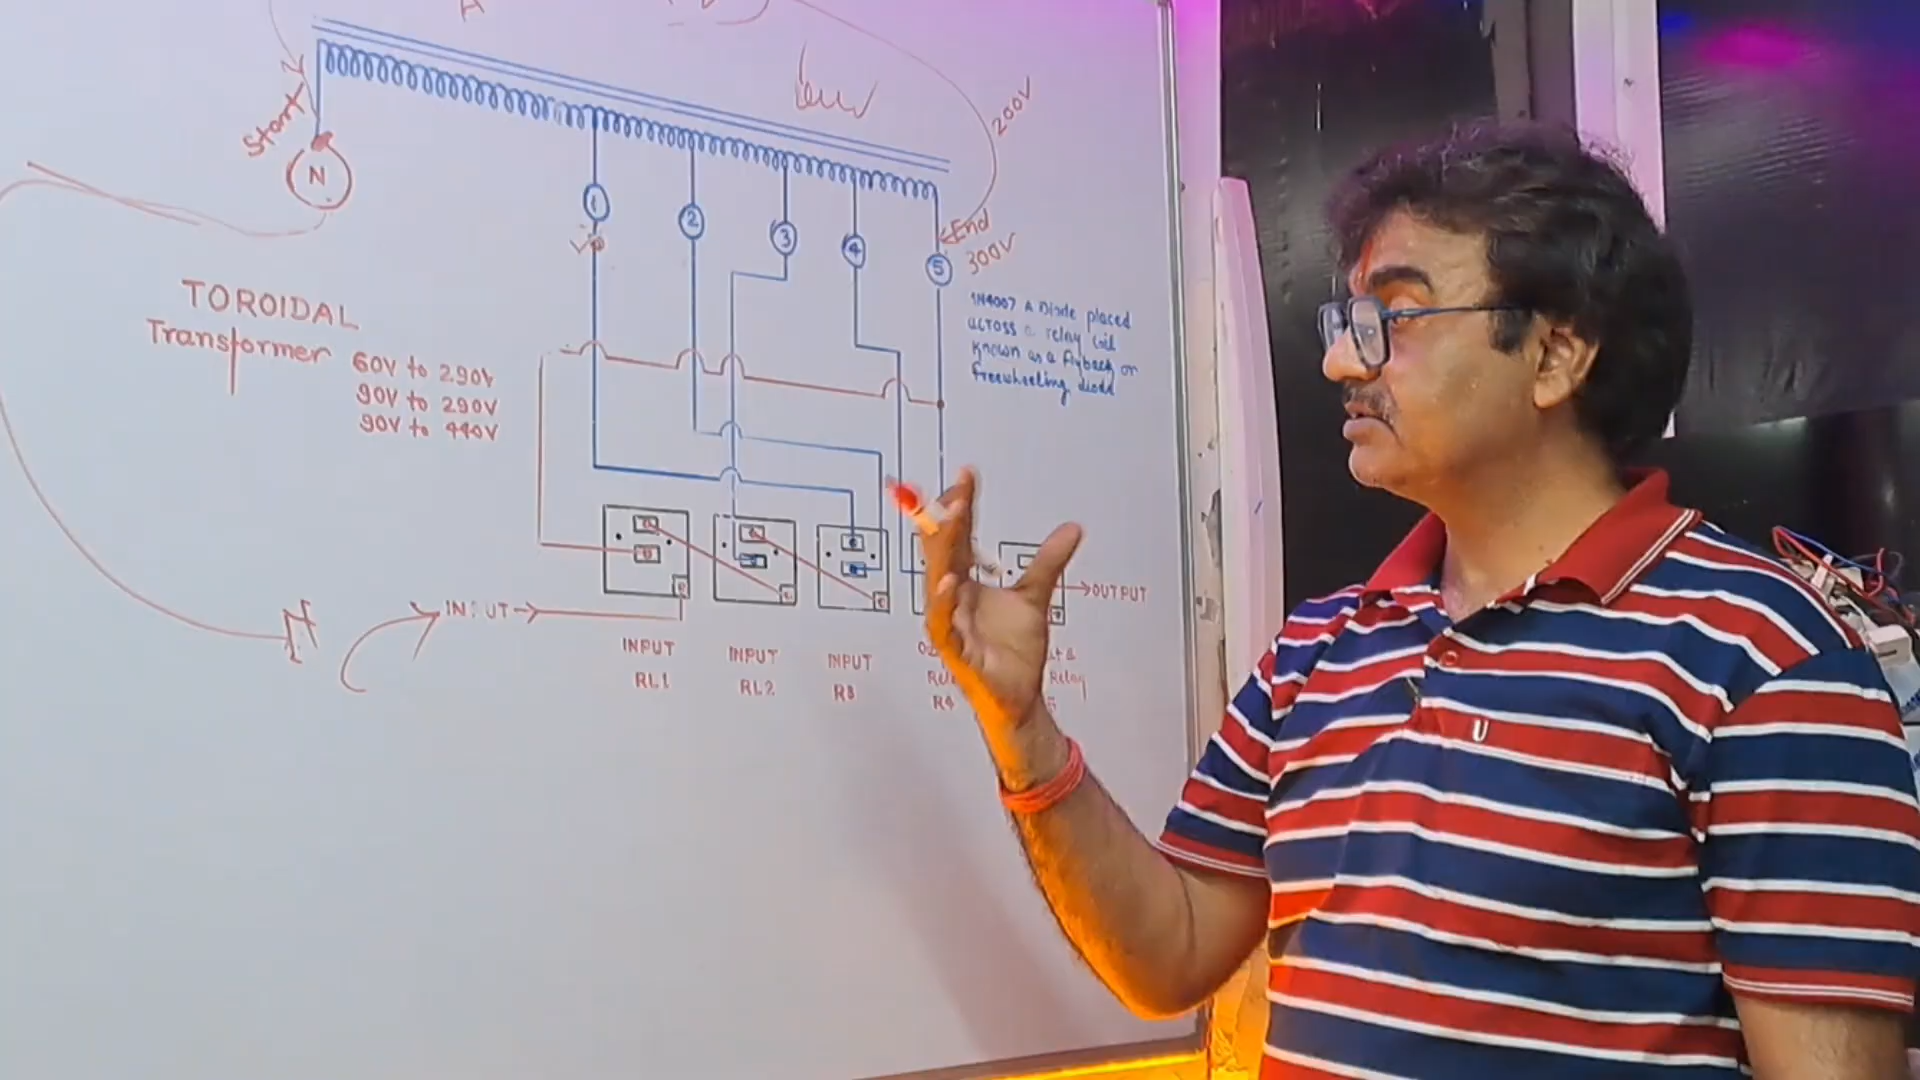 A
Start
N
200V
End
300V
1
2
3
4
5
TOROIDAL
Transformer
60V to 290V
90V to 290V
90V to 440V
1N4007 A Diode placed
across a relay coil
known as a flyback or
freewheeling diode
INPUT
OUTPUT
N
INPUT
RL1
INPUT
RL2
INPUT
R3
R4
Relay
U